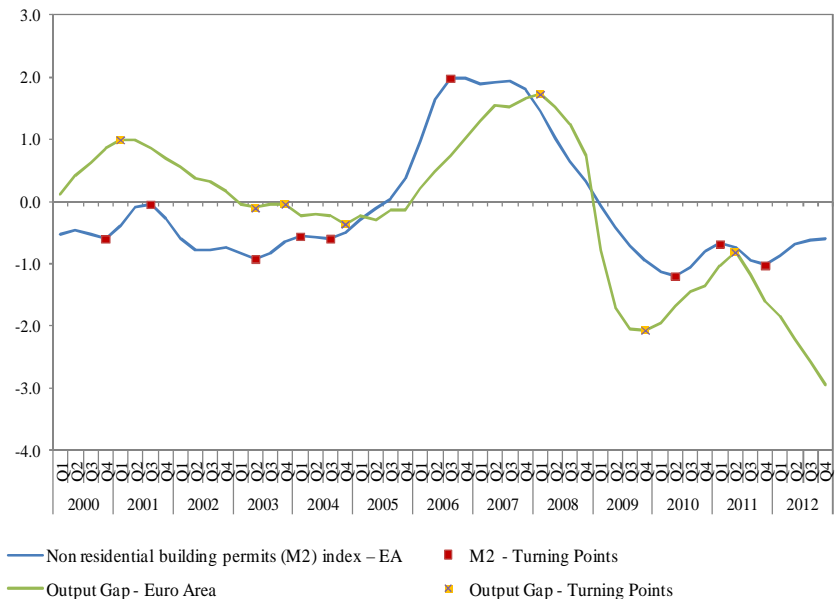 3.0
2.0
1.0
0.0
-1.0
-2.0
-3.0
-4.0
Q1 Q2 Q3 Q4 Q1 Q2 Q3 Q4 Q1 Q2 Q3 Q4 Q1 Q2 Q3 Q4 Q1 Q2 Q3 Q4 Q1 Q2 Q3 Q4 Q1 Q2 Q3 Q4 Q1 Q2 Q3 Q4 Q1 Q2 Q3 Q4 Q1 Q2 Q3 Q4 Q1 Q2 Q3 Q4 Q1 Q2 Q3 Q4 Q1 Q2 Q3 Q4
2000 2001 2002 2003 2004 2005 2006 2007 2008 2009 2010 2011 2012
Non residential building permits (M2) index – EA
M2 - Turning Points
Output Gap - Euro Area
Output Gap - Turning Points